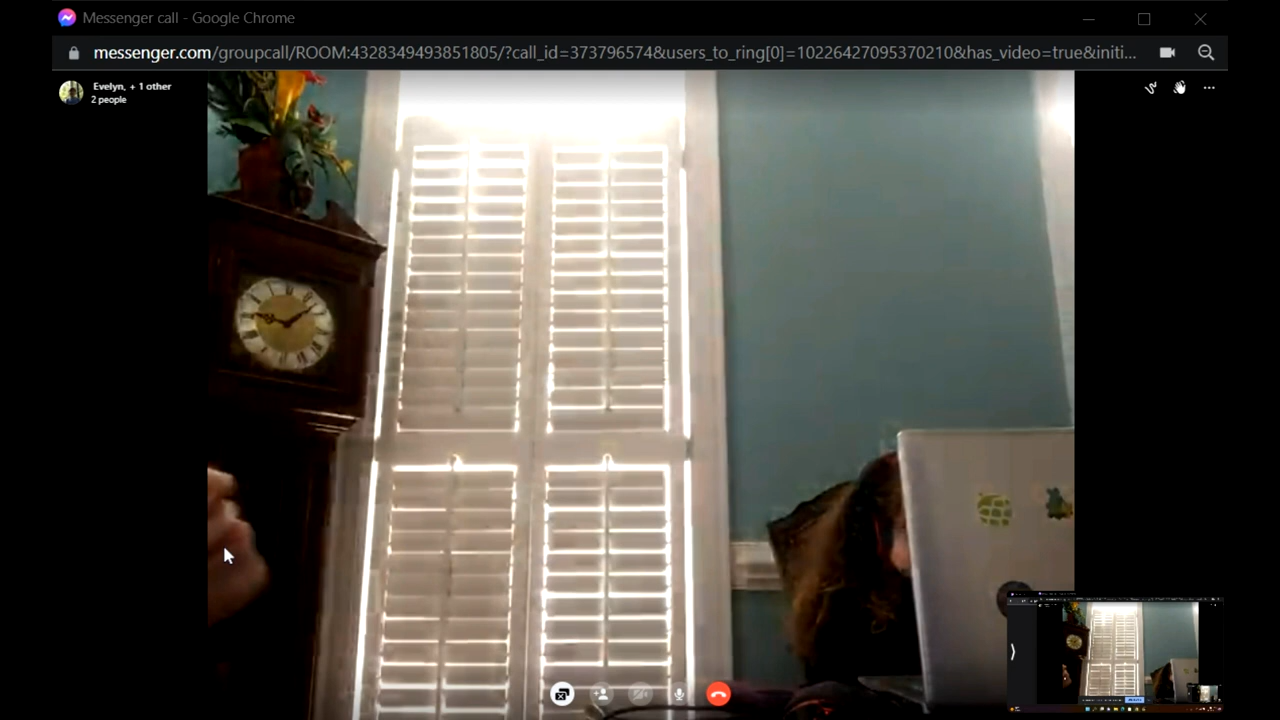 Messenger call - Google Chrome
messenger.com/groupcall/ROOM:4328349493851805/?call_id=373796574&users_to_ring[0]=10226427095370210&has_video=true&initi...
Evelyn, + 1 other
2 people